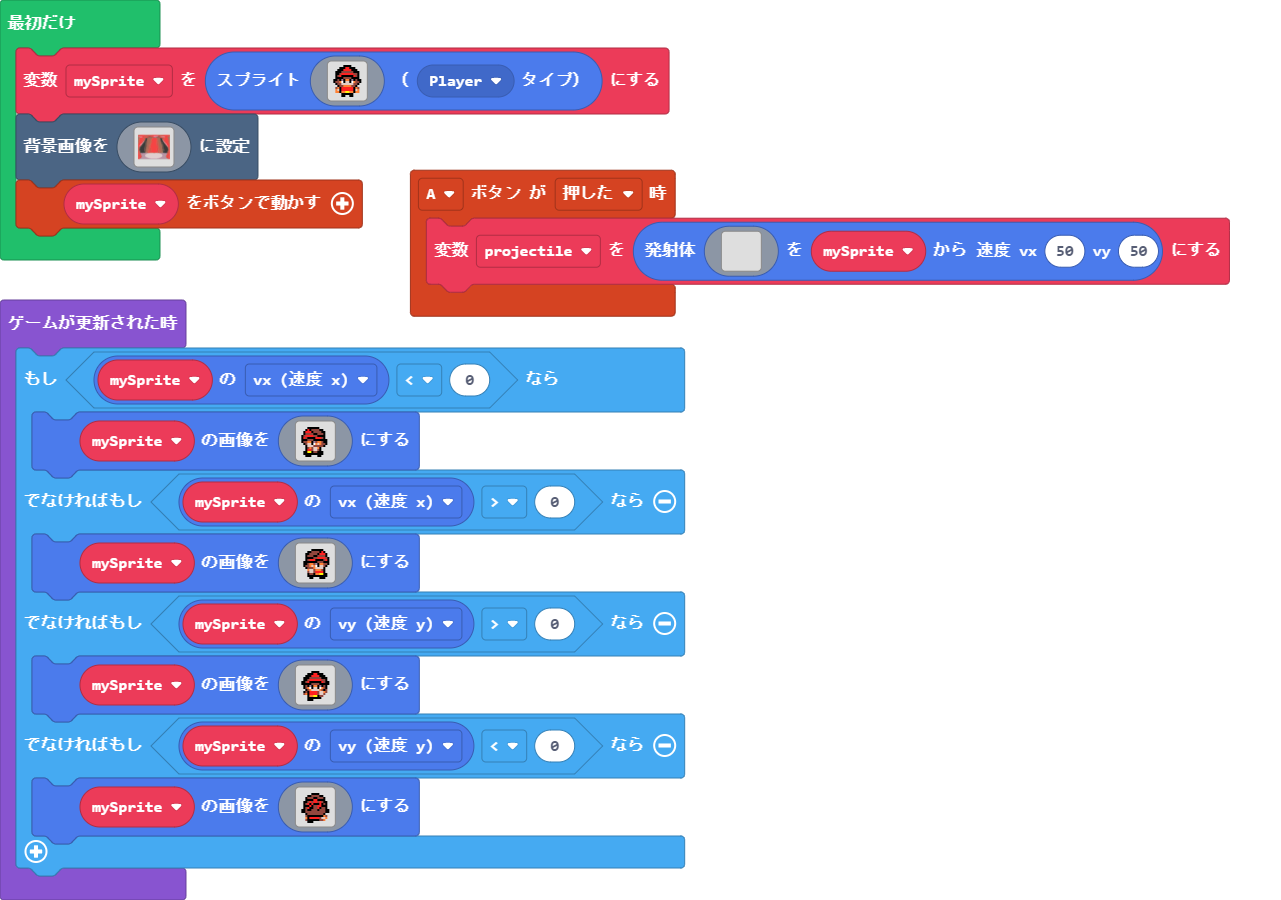 最初だけ
変数 mySprite を スプライト ( Player タイプ) にする
背景画像を に設定
mySprite をボタンで動かす
A ボタン が 押した 時
変数 projectile を 発射体 を mySprite から 速度 vx 50 vy 50 にする
ゲームが更新された時
もし mySprite の vx (速度 x) < 0 なら
mySprite の画像を にする
でなければもし mySprite の vx (速度 x) > 0 なら
mySprite の画像を にする
でなければもし mySprite の vy (速度 y) > 0 なら
mySprite の画像を にする
でなければもし mySprite の vy (速度 y) < 0 なら
mySprite の画像を にする